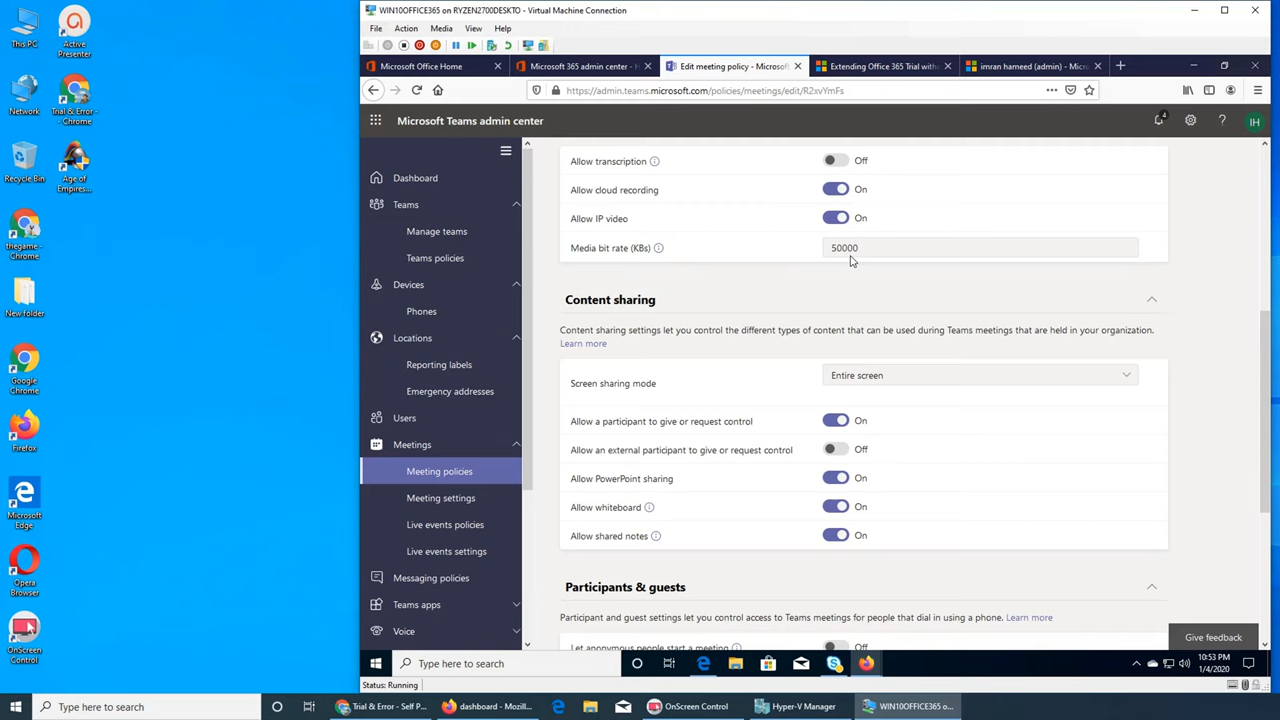 WIN10OFFICE365 on RYZEN2700DESKTO - Virtual Machine Connection
File Action Media View Help
Microsoft Office Home
Microsoft 365 admin center - H
Edit meeting policy - Microsoft
Extending Office 365 Trial with
imran hameed (admin) - Micros
https://admin.teams.microsoft.com/policies/meetings/edit/R2xvYmFs
Microsoft Teams admin center
4
IH
This PC
Active Presenter
Network
Trial & Error - Chrome
Recycle Bin
Age of Empires...
thegame - Chrome
New folder
Google Chrome
Firefox
Microsoft Edge
Opera Browser
OnScreen Control
Dashboard
Teams
Manage teams
Teams policies
Devices
Phones
Locations
Reporting labels
Emergency addresses
Users
Meetings
Meeting policies
Meeting settings
Live events policies
Live events settings
Messaging policies
Teams apps
Voice
Allow transcription Off
Allow cloud recording On
Allow IP video On
Media bit rate (KBs) 50000
Content sharing
Content sharing settings let you control the different types of content that can be used during Teams meetings that are held in your organization.
Learn more
Screen sharing mode Entire screen
Allow a participant to give or request control On
Allow an external participant to give or request control Off
Allow PowerPoint sharing On
Allow whiteboard On
Allow shared notes On
Participants & guests
Participant and guest settings let you control access to Teams meetings for people that dial in using a phone. Learn more
Let anonymous people start a meeting Off
Give feedback
Type here to search
10:53 PM
1/4/2020
Status: Running
Type here to search
Trial & Error - Self P...
dashboard - Mozill...
OnScreen Control
Hyper-V Manager
WIN10OFFICE365 o...